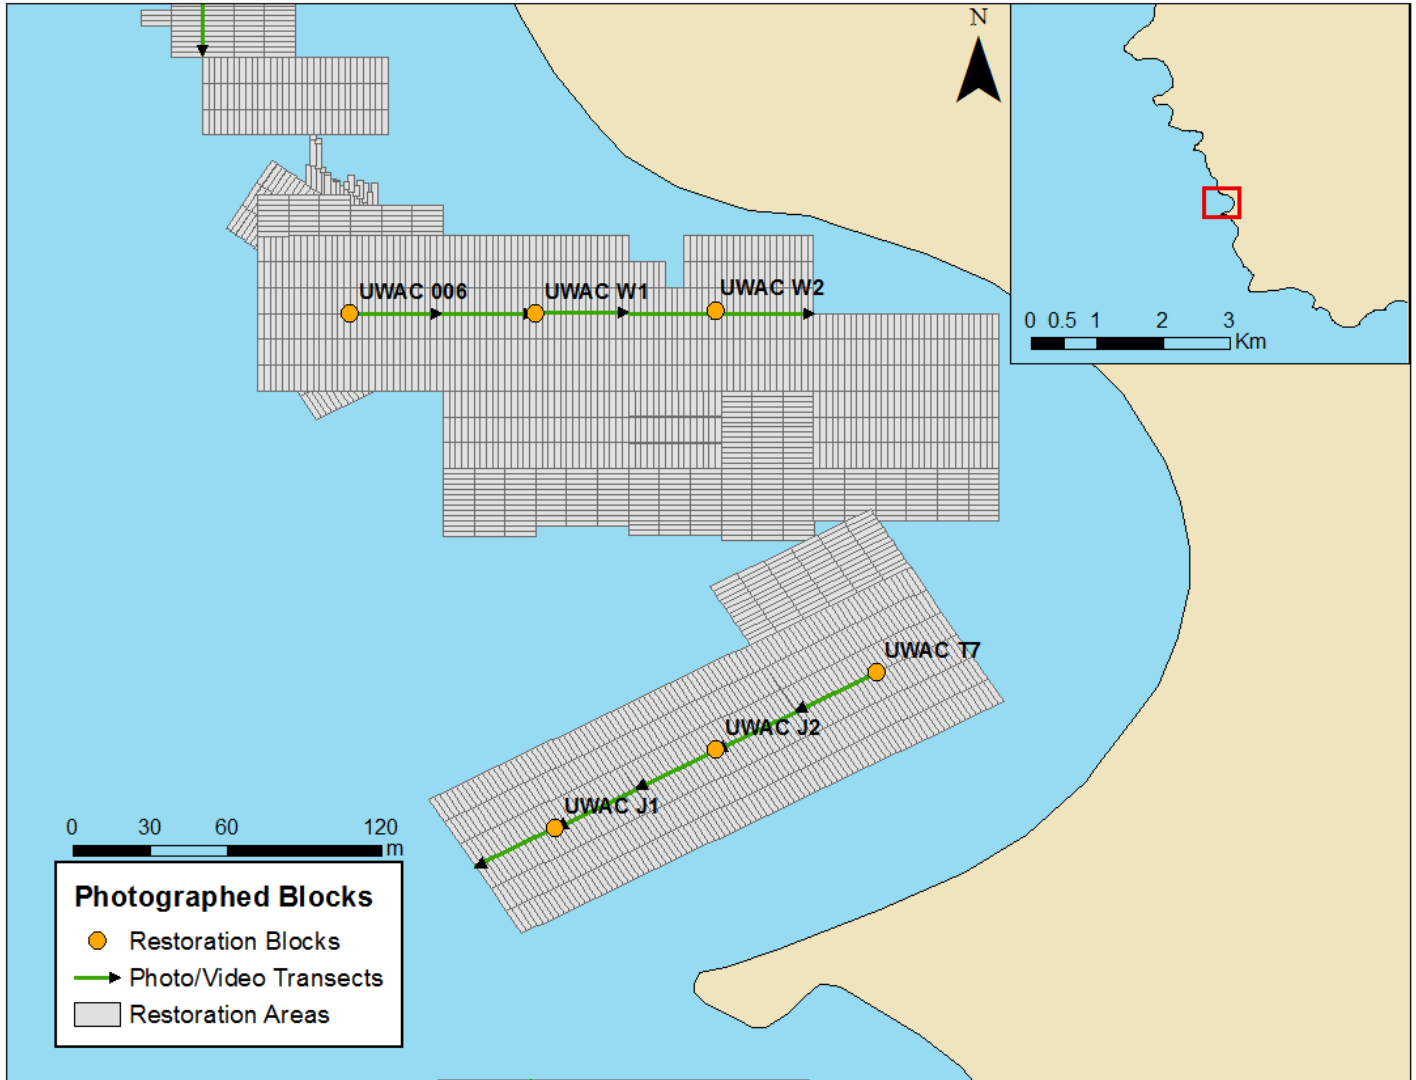 N
0 0.5 1 2 3
Km
UWAC 006
UWAC W1
UWAC W2
UWAC T7
UWAC J2
UWAC J1
0 30 60 120
m
Photographed Blocks
Restoration Blocks
Photo/Video Transects
Restoration Areas